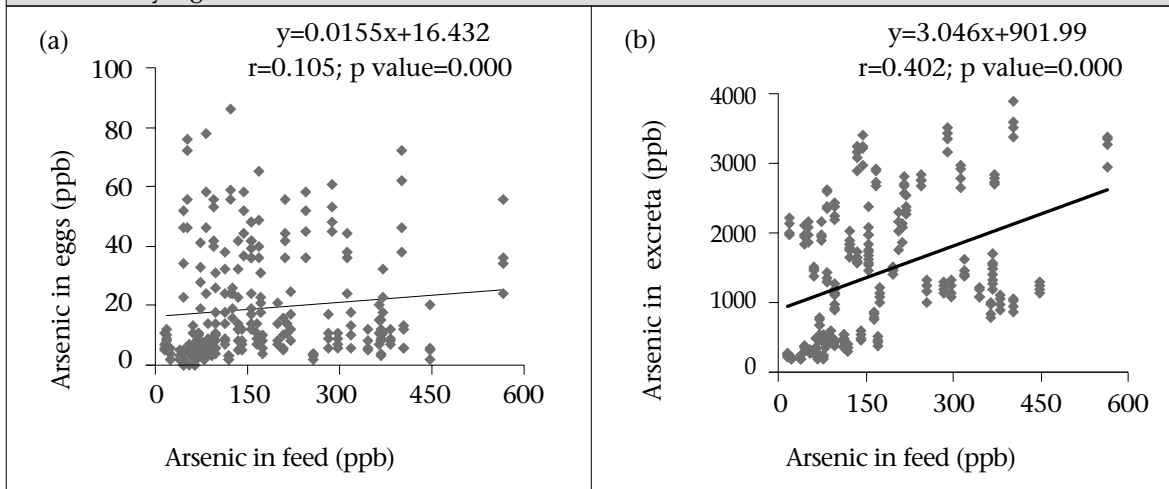 (a)
y=0.0155x+16.432
r=0.105; p value=0.000
Arsenic in eggs (ppb)
100
80
60
40
20
0
0 150 300 450 600
Arsenic in feed (ppb)
(b)
y=3.046x+901.99
r=0.402; p value=0.000
Arsenic in excreta (ppb)
4000
3000
2000
1000
0
0 150 300 450 600
Arsenic in feed (ppb)